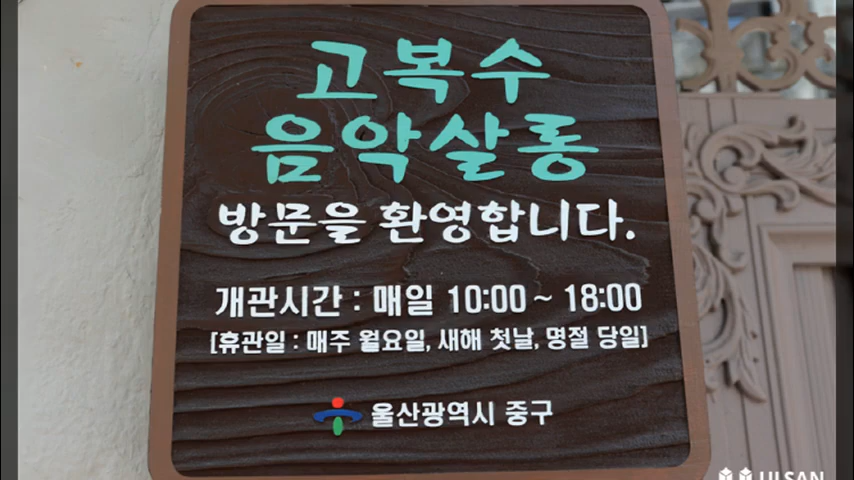 고복수
음악살롱
방문을 환영합니다.
개관시간 : 매일 10:00 ~ 18:00
[휴관일 : 매주 월요일, 새해 첫날, 명절 당일]
울산광역시 중구
ULSAN